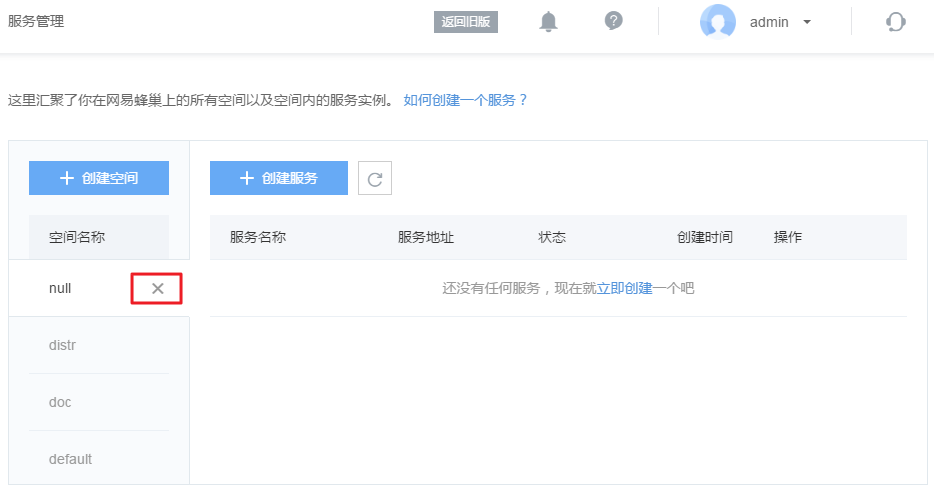 服务管理
返回旧版
admin
这里汇聚了你在网易蜂巢上的所有空间以及空间内的服务实例。 如何创建一个服务？
创建空间
创建服务
空间名称
服务名称 服务地址 状态 创建时间 操作
null
还没有任何服务，现在就立即创建一个吧
distr
doc
default